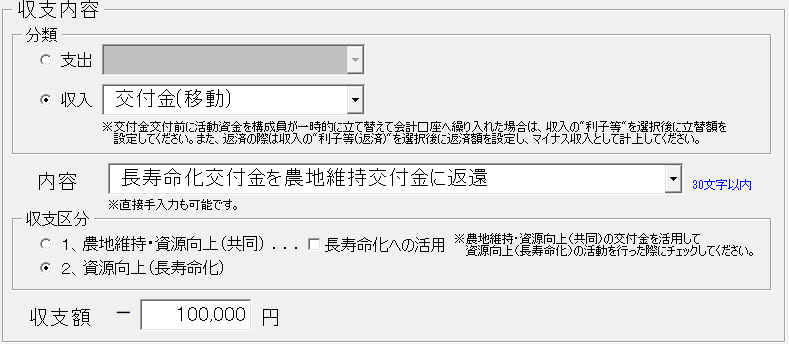 収支内容
分類
支出
収入 交付金(移動)
※交付金交付前に活動資金を構成員が一時的に立て替えて会計口座へ繰り入れた場合は、収入の“利子等“を選択後に立替額を
設定してください。また、返済の際は収入の“利子等(返済)“を選択後に返済額を設定し、マイナス収入として計上してください。
内容 長寿命化交付金を農地維持交付金に返還 30文字以内
※直接手入力も可能です。
収支区分
1、農地維持・資源向上(共同) ... 長寿命化への活用 ※農地維持・資源向上(共同)の交付金を活用して
資源向上(長寿命化)の活動を行った際にチェックしてください。
2、資源向上(長寿命化)
収支額 － 100,000 円